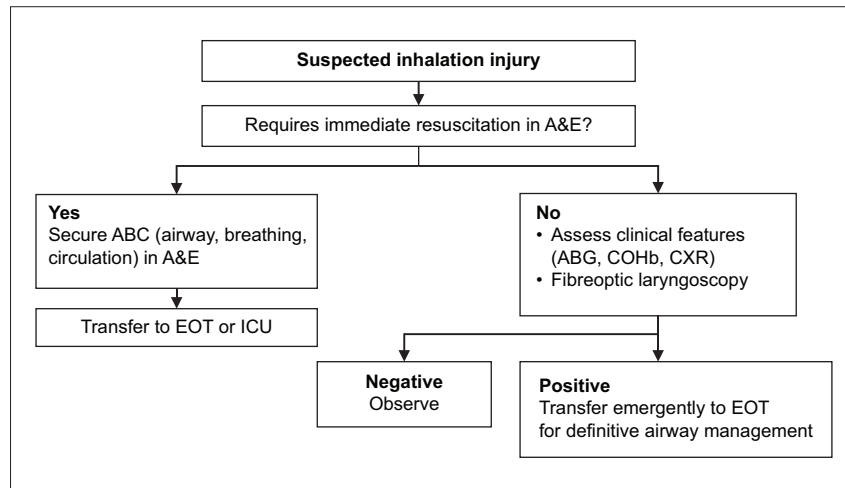 Suspected inhalation injury
Requires immediate resuscitation in A&E?
Yes
Secure ABC (airway, breathing,
circulation) in A&E
Transfer to EOT or ICU
No
• Assess clinical features
(ABG, COHb, CXR)
• Fibreoptic laryngoscopy
Negative
Observe
Positive
Transfer emergently to EOT
for definitive airway management